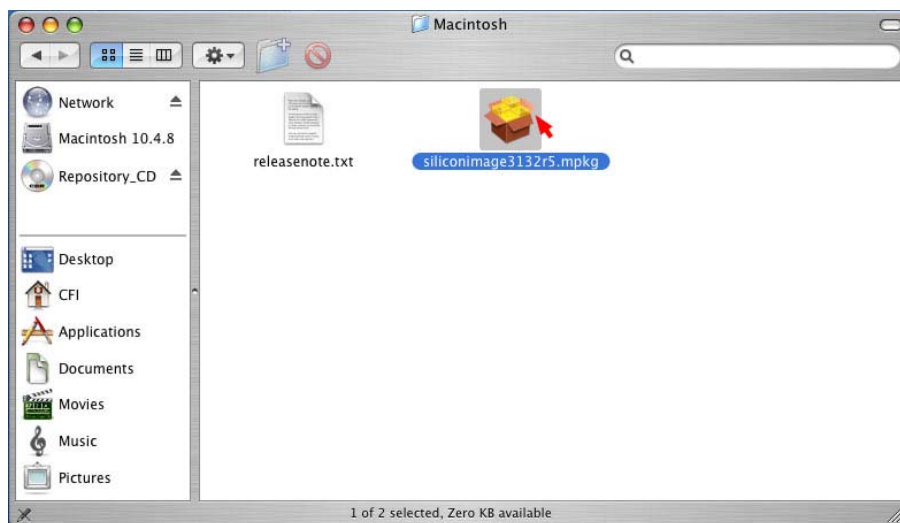 Macintosh
Network
Macintosh 10.4.8
Repository_CD
Desktop
CFI
Applications
Documents
Movies
Music
Pictures
releasenote.txt
siliconimage3132r5.mpkg
1 of 2 selected, Zero KB available